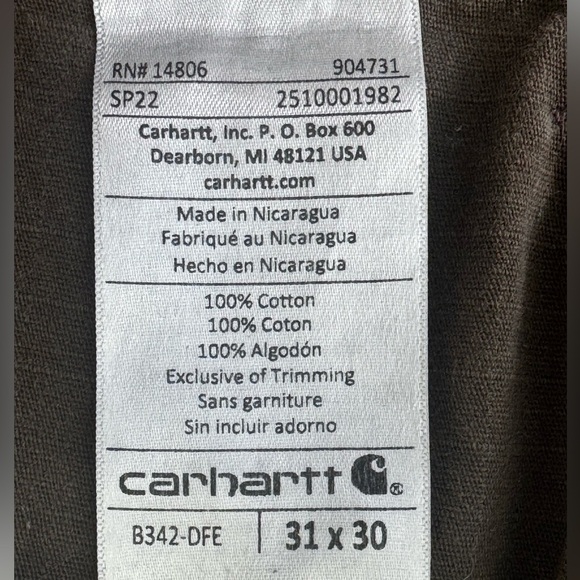 RN# 14806 904731
SP22 2510001982
Carhartt, Inc. P. O. Box 600
Dearborn, MI 48121 USA
carhartt.com
Made in Nicaragua
Fabriqué au Nicaragua
Hecho en Nicaragua
100% Cotton
100% Coton
100% Algodón
Exclusive of Trimming
Sans garniture
Sin incluir adorno
carhartt ®
B342-DFE 31 x 30